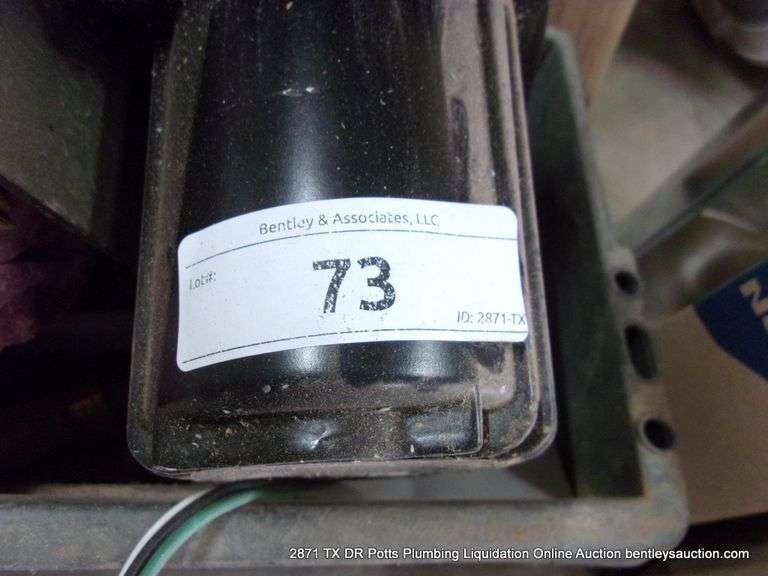 Bentley & Associates, LLC
Lot#:
73
ID: 2871-TX
2871 TX DR Potts Plumbing Liquidation Online Auction bentleysauction.com